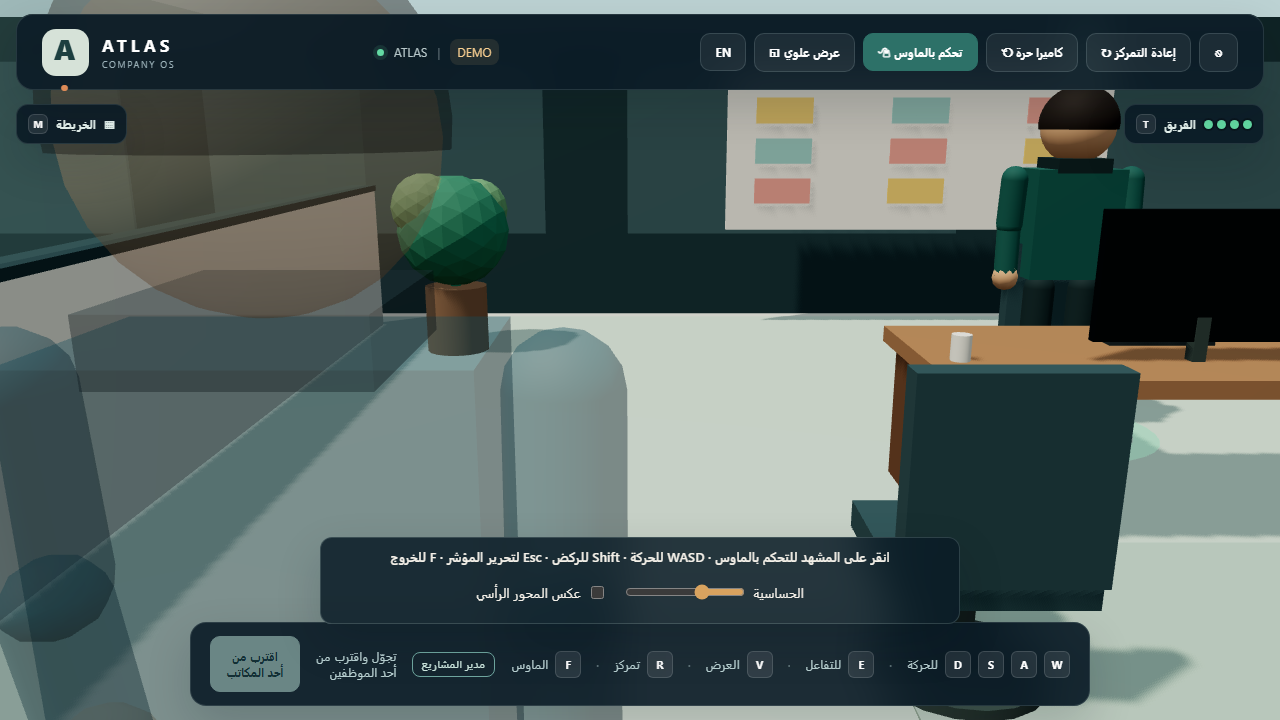 A
ATLAS
COMPANY OS
ATLAS | DEMO
EN
عرض علوي
تحكم بالماوس
كاميرا حرة
إعادة التمركز
الخريطة M
الفريق T
انقر على المشهد للتحكم بالماوس · WASD للحركة · Shift للركض · Esc لتحرير المؤشر · F للخروج
الحساسية
عكس المحور الرأسي
W A S D للحركة · E للتفاعل · V العرض · R تمركز · F الماوس
مدير المشاريع
تجوّل واقترب من
أحد الموظفين
اقترب من
أحد المكاتب